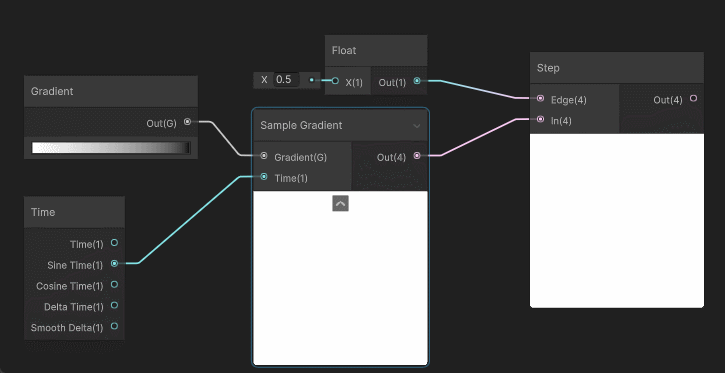 Float
X 0.5
X(1) Out(1)
Step
Edge(4) Out(4)
In(4)
Gradient
Out(G)
Sample Gradient
Gradient(G) Out(4)
Time(1)
Time
Time(1)
Sine Time(1)
Cosine Time(1)
Delta Time(1)
Smooth Delta(1)